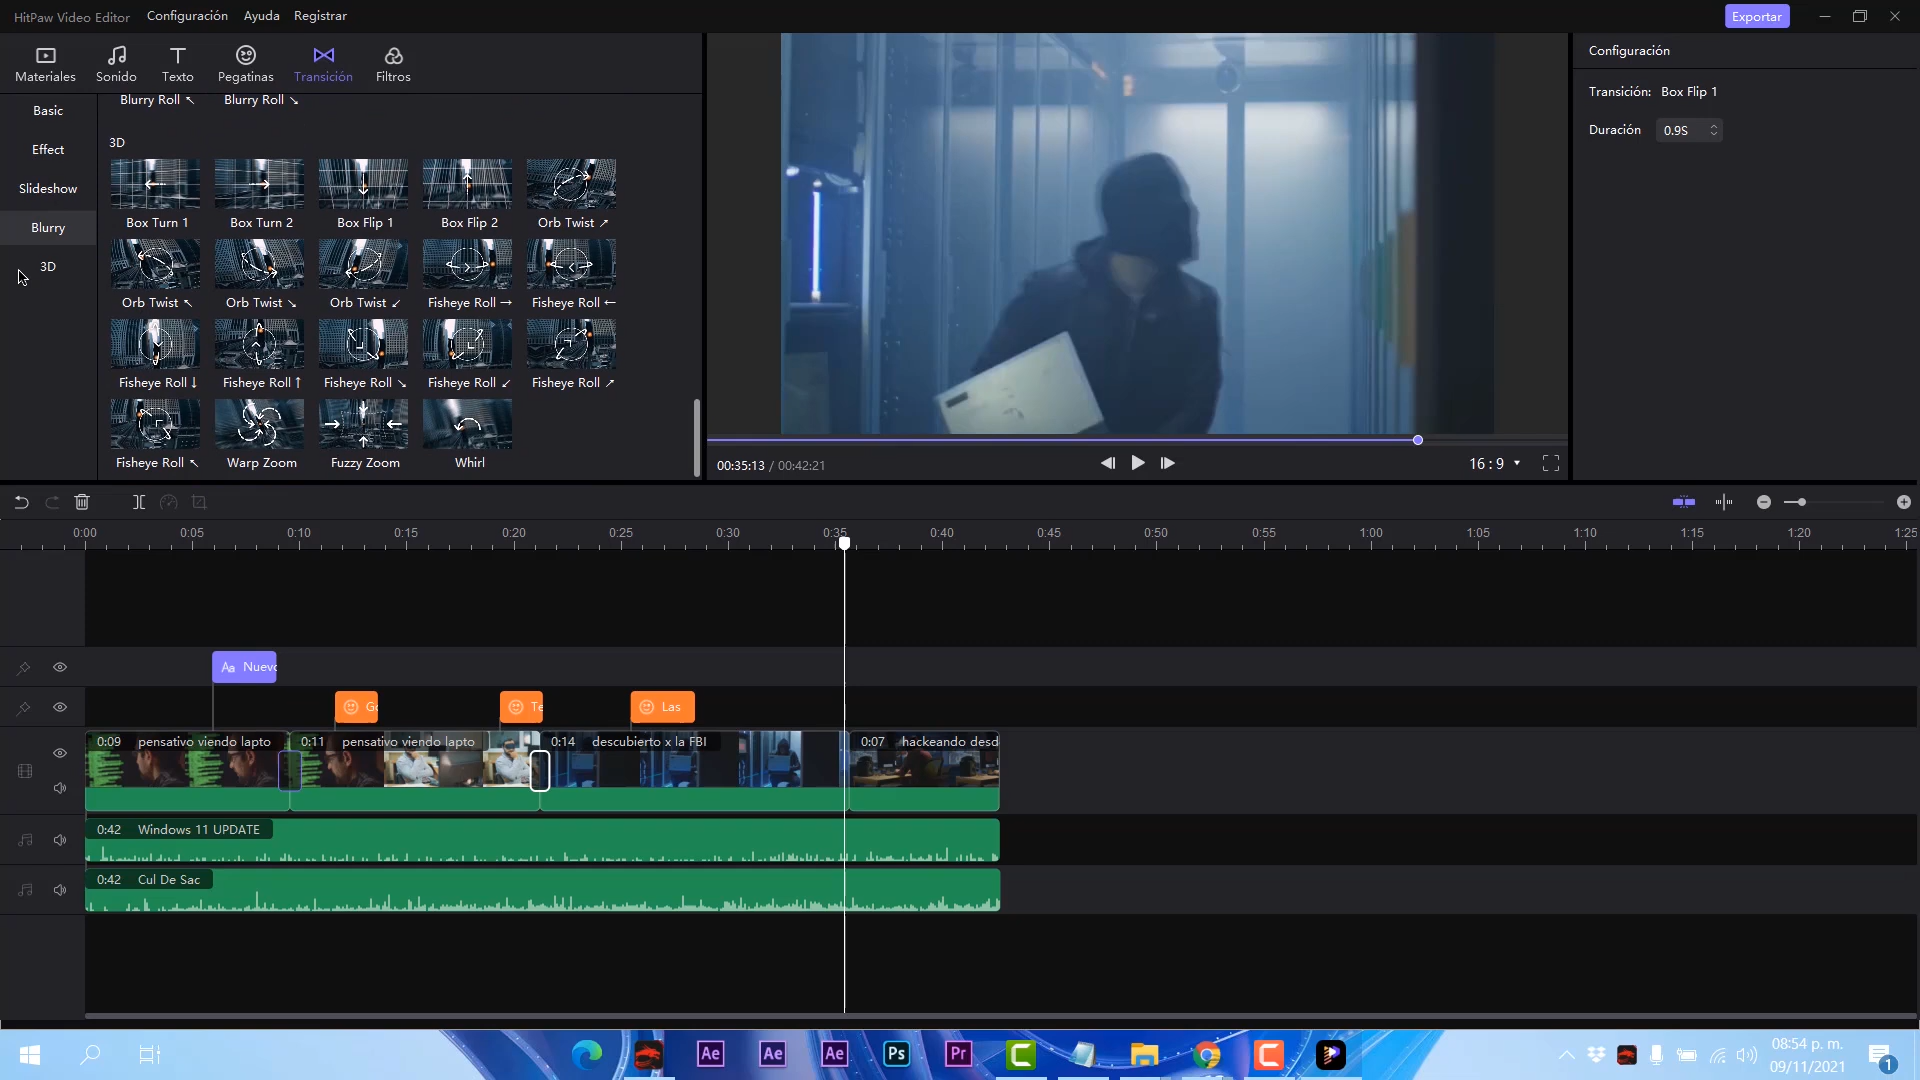 HitPaw Video Editor
Configuración
Ayuda
Registrar
Exportar
Materiales
Sonido
Texto
Pegatinas
Transición
Filtros
Configuración
Transición: Box Flip 1
Duración 0.9S
Basic
Effect
Slideshow
Blurry
3D
Blurry Roll ↖
Blurry Roll ↘
3D
Box Turn 1
Box Turn 2
Box Flip 1
Box Flip 2
Orb Twist ↗
Orb Twist ↖
Orb Twist ↘
Orb Twist ↙
Fisheye Roll →
Fisheye Roll ←
Fisheye Roll ↓
Fisheye Roll ↑
Fisheye Roll ↘
Fisheye Roll ↙
Fisheye Roll ↗
Fisheye Roll ↖
Warp Zoom
Fuzzy Zoom
Whirl
00:35:13 / 00:42:21
16:9
0:00 0:05 0:10 0:15 0:20 0:25 0:30 0:35 0:40 0:45 0:50 0:55 1:00 1:05 1:10 1:15 1:20 1:25
Aa Nuevo
Go
Te
Las
0:09 pensativo viendo lapto
0:11 pensativo viendo lapto
0:14 descubierto x la FBI
0:07 hackeando desd
0:42 Windows 11 UPDATE
0:42 Cul De Sac
Ae
Ae
Ae
Ps
Pr
08:54 p. m.
09/11/2021
1